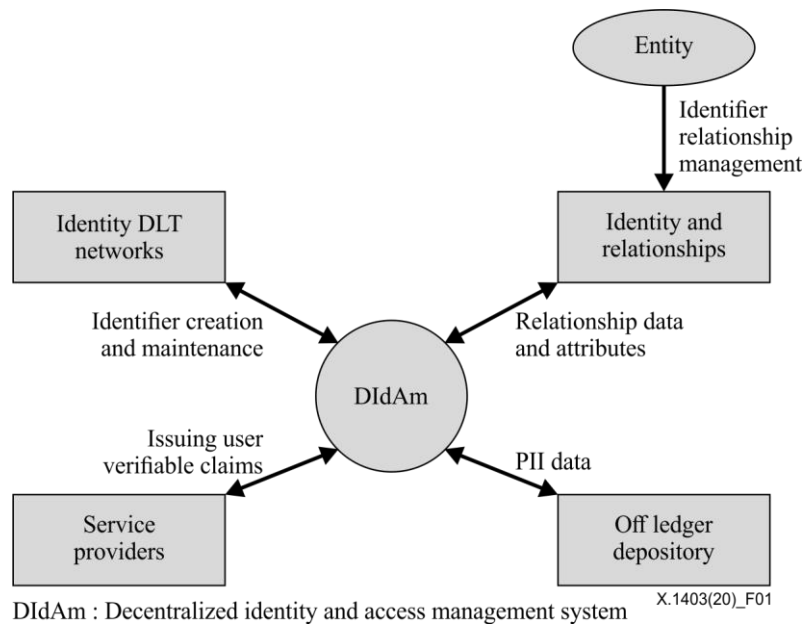 Entity
Identifier
relationship
management
Identity DLT
networks
Identity and
relationships
Identifier creation
and maintenance
Relationship data
and attributes
DIdAm
Issuing user
verifiable claims
PII data
Service
providers
Off ledger
depository
X.1403(20)_F01
DIdAm : Decentralized identity and access management system